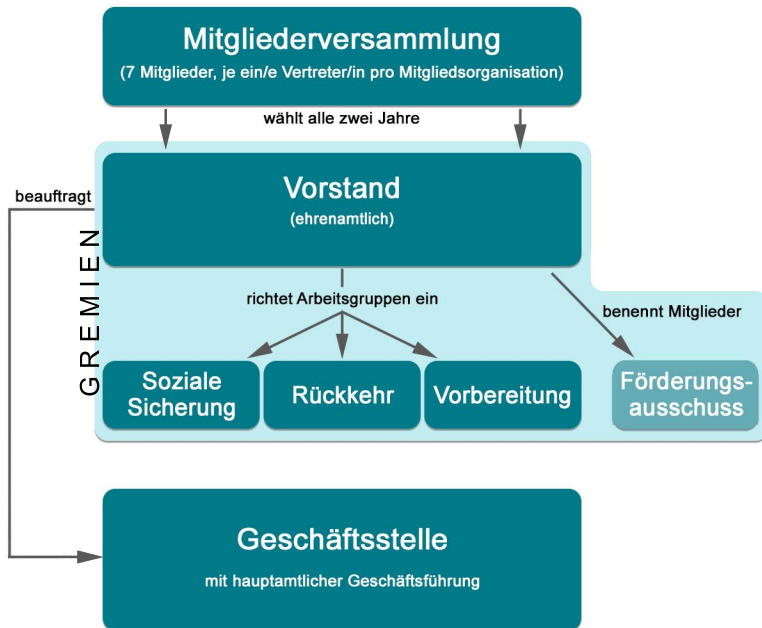 Mitgliederversammlung
(7 Mitglieder, je ein/e Vertreter/in pro Mitgliedsorganisation)
wählt alle zwei Jahre
beauftragt
Vorstand
(ehrenamtlich)
GREMIEN
richtet Arbeitsgruppen ein
benennt Mitglieder
Soziale
Sicherung
Rückkehr
Vorbereitung
Förderungs-
ausschuss
Geschäftsstelle
mit hauptamtlicher Geschäftsführung